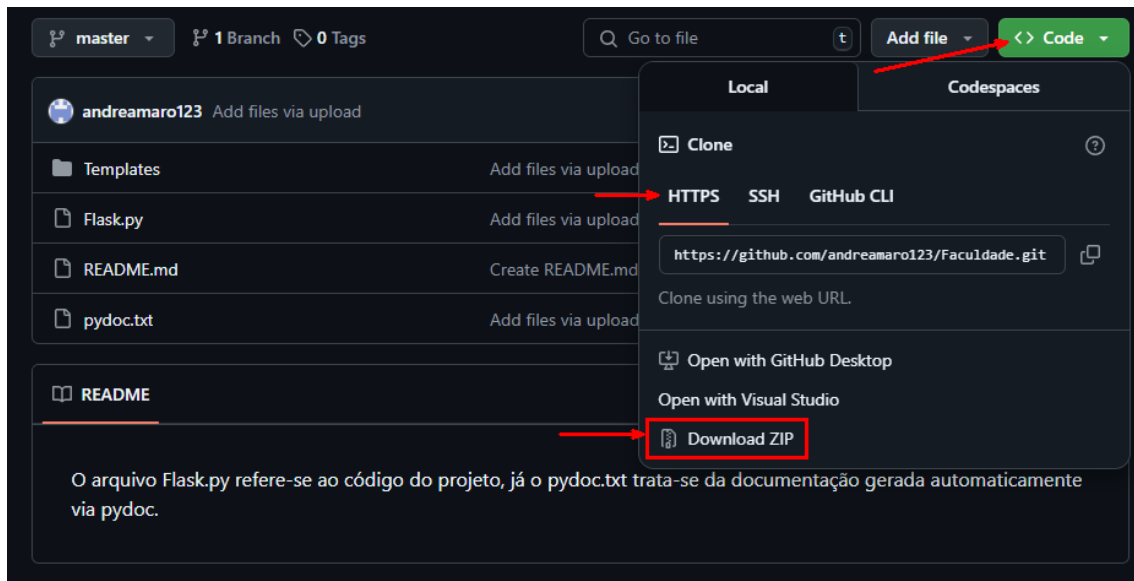 master 1 Branch 0 Tags Go to file t Add file <> Code
andreamaro123 Add files via upload
Templates Add files via upload
Flask.py Add files via upload
README.md Create README.md
pydoc.txt Add files via upload
Local Codespaces
Clone
HTTPS SSH GitHub CLI
https://github.com/andreamaro123/Faculdade.git
Clone using the web URL.
Open with GitHub Desktop
Open with Visual Studio
Download ZIP
README
O arquivo Flask.py refere-se ao código do projeto, já o pydoc.txt trata-se da documentação gerada automaticamente
via pydoc.